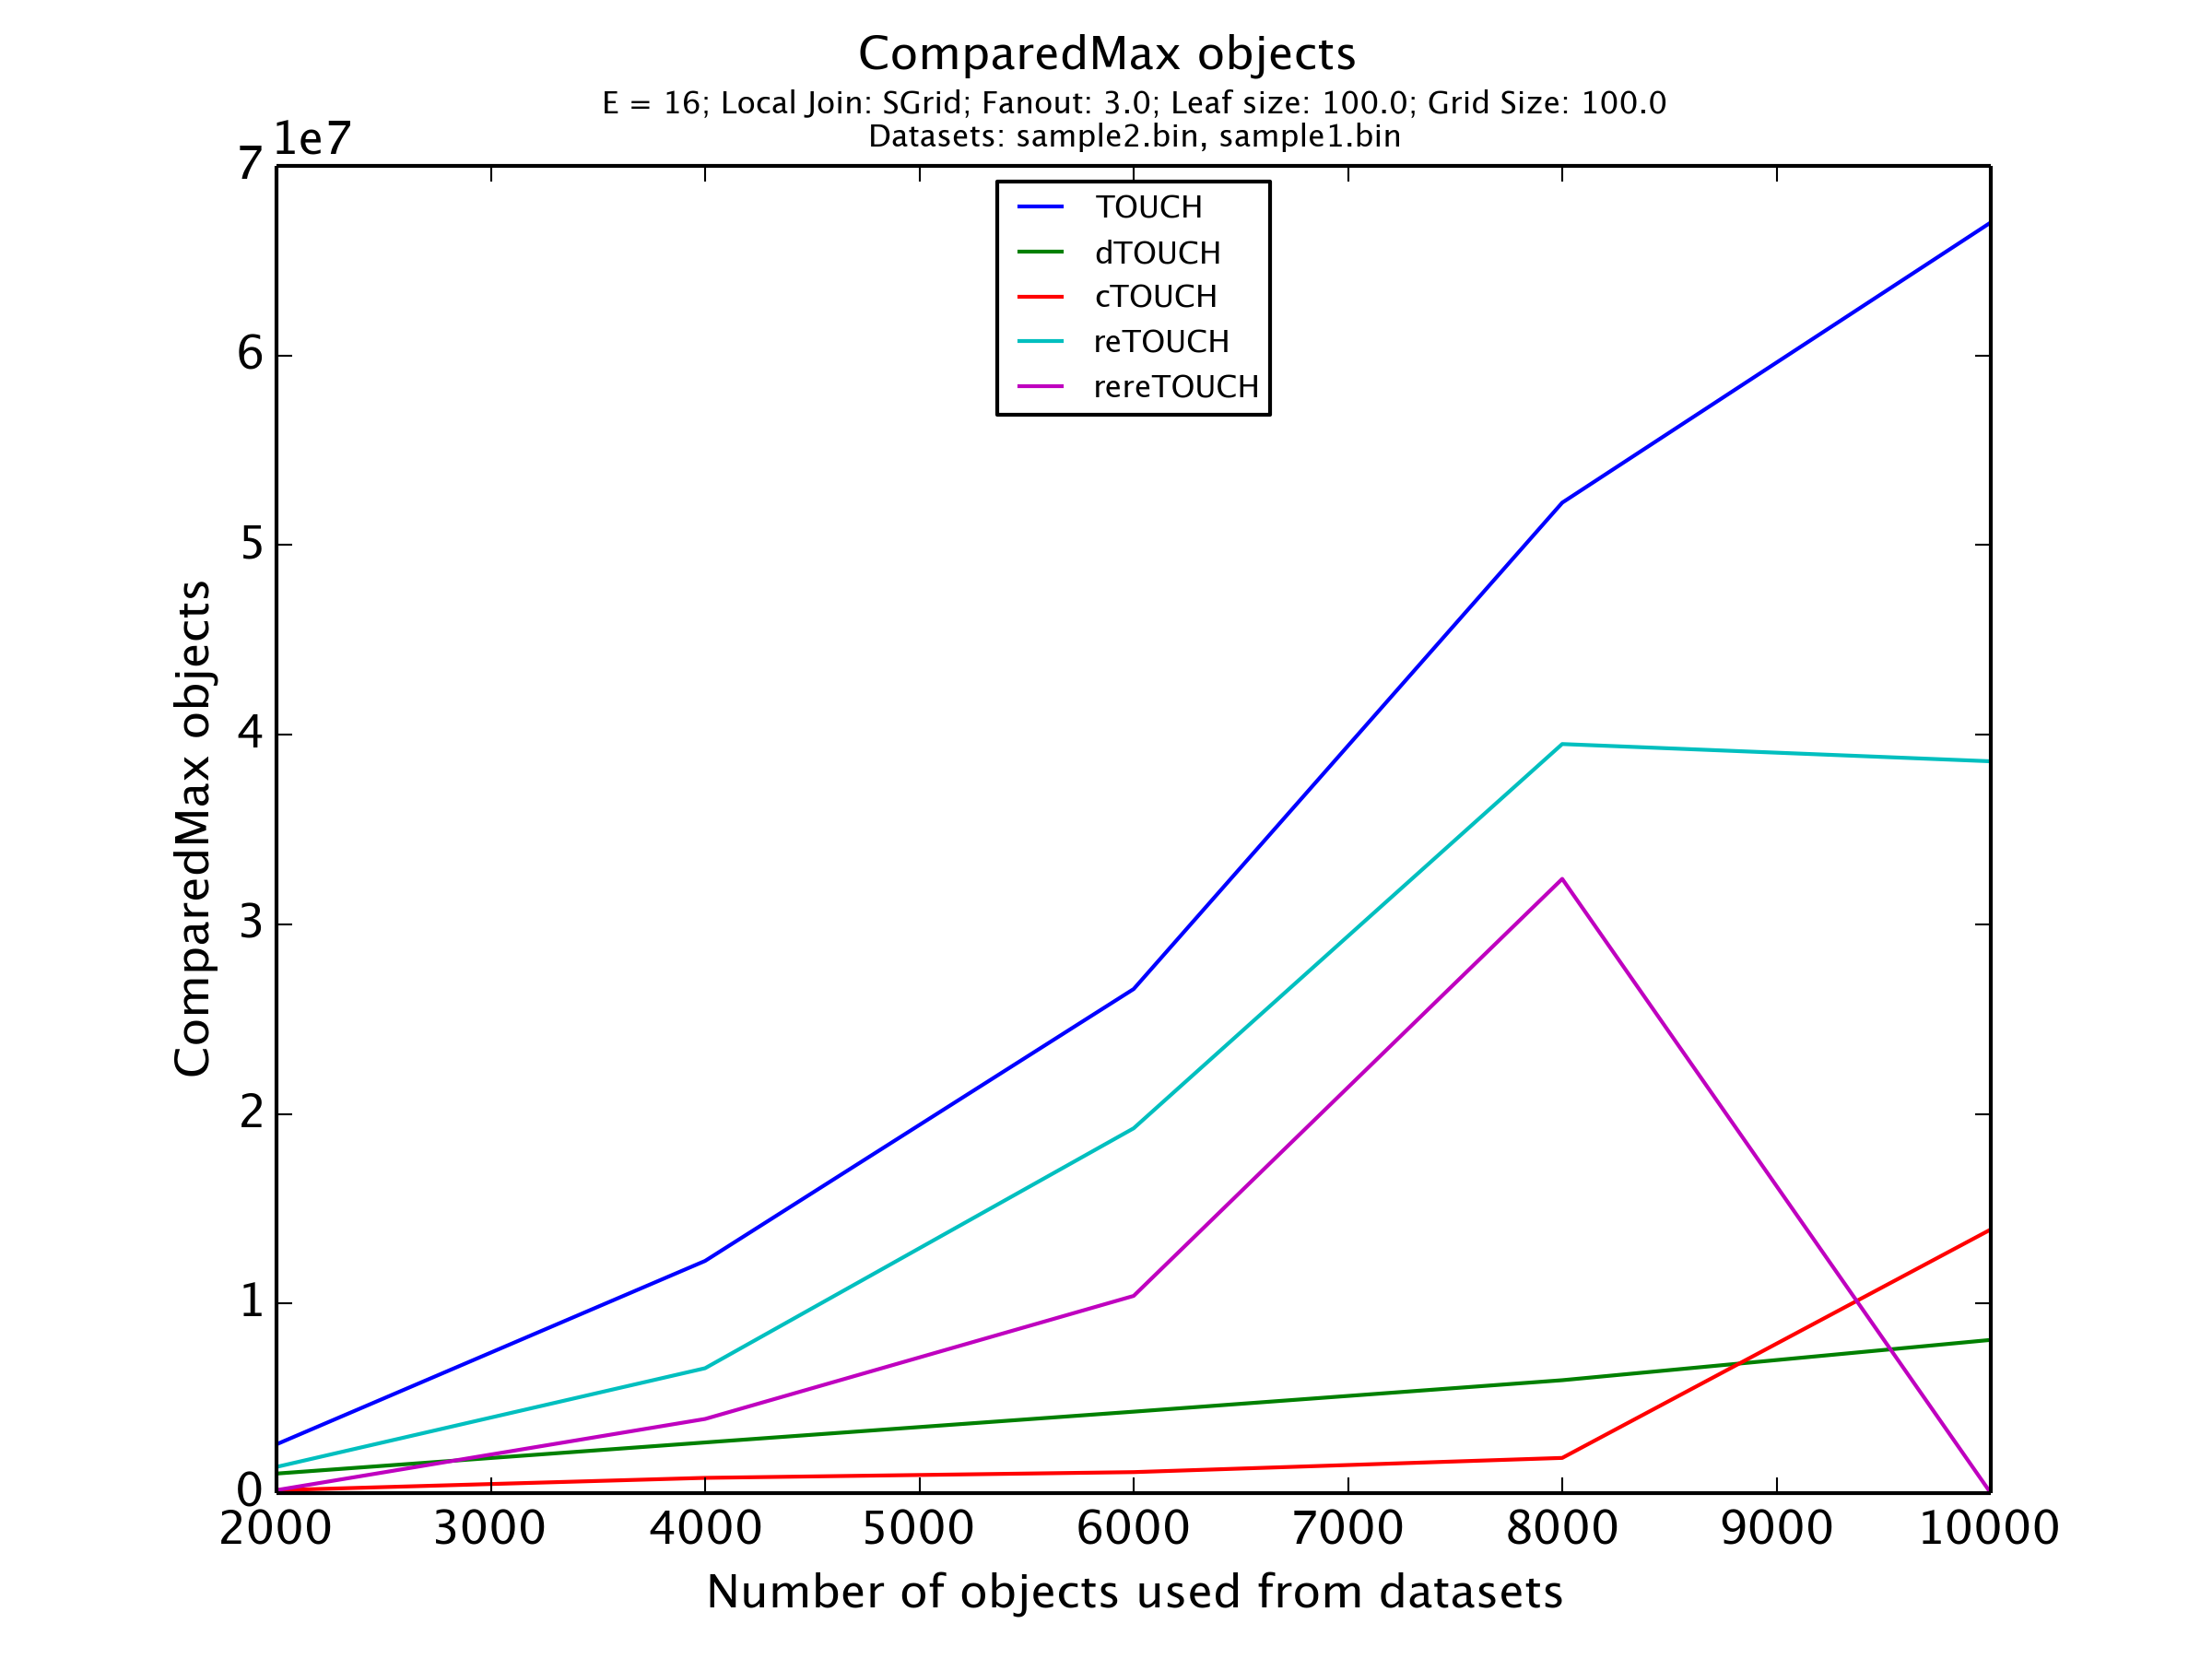 ComparedMax objects
E = 16; Local Join: SGrid; Fanout: 3.0; Leaf size: 100.0; Grid Size: 100.0
Datasets: sample2.bin, sample1.bin
1e7
7
6
5
4
3
2
1
0
ComparedMax objects
TOUCH
dTOUCH
cTOUCH
reTOUCH
rereTOUCH
2000 3000 4000 5000 6000 7000 8000 9000 10000
Number of objects used from datasets